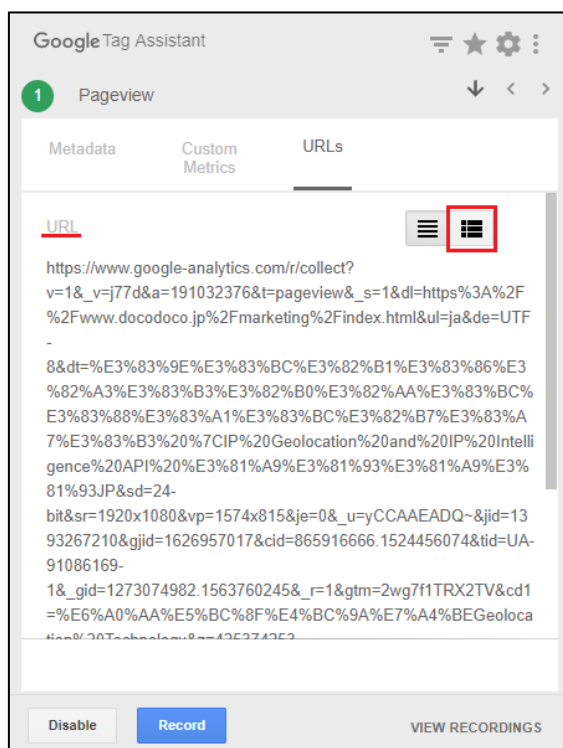 Google Tag Assistant
1 Pageview
Metadata
Custom
Metrics
URLs
URL
https://www.google-analytics.com/r/collect?
v=1&_v=j77d&a=191032376&t=pageview&_s=1&dl=https%3A%2F
%2Fwww.docodoco.jp%2Fmarketing%2Findex.html&ul=ja&de=UTF
-
8&dt=%E3%83%9E%E3%83%BC%E3%82%B1%E3%83%86%E3
%82%A3%E3%83%B3%E3%82%B0%E3%82%AA%E3%83%BC%
E3%83%88%E3%83%A1%E3%83%BC%E3%82%B7%E3%83%A
7%E3%83%B3%20%7CIP%20Geolocation%20and%20IP%20Intelli
gence%20API%20%E3%81%A9%E3%81%93%E3%81%A9%E3%
81%93JP&sd=24-
bit&sr=1920x1080&vp=1574x815&je=0&_u=yCCAAEADQ~&jid=13
93267210&gjid=1626957017&cid=865916666.1524456074&tid=UA-
91086169-
1&_gid=1273074982.1563760245&_r=1&gtm=2wg7f1TRX2TV&cd1
=%E6%A0%AA%E5%BC%8F%E4%BC%9A%E7%A4%BEGeoloca
tion%20Technology&z=425374253
Disable
Record
VIEW RECORDINGS